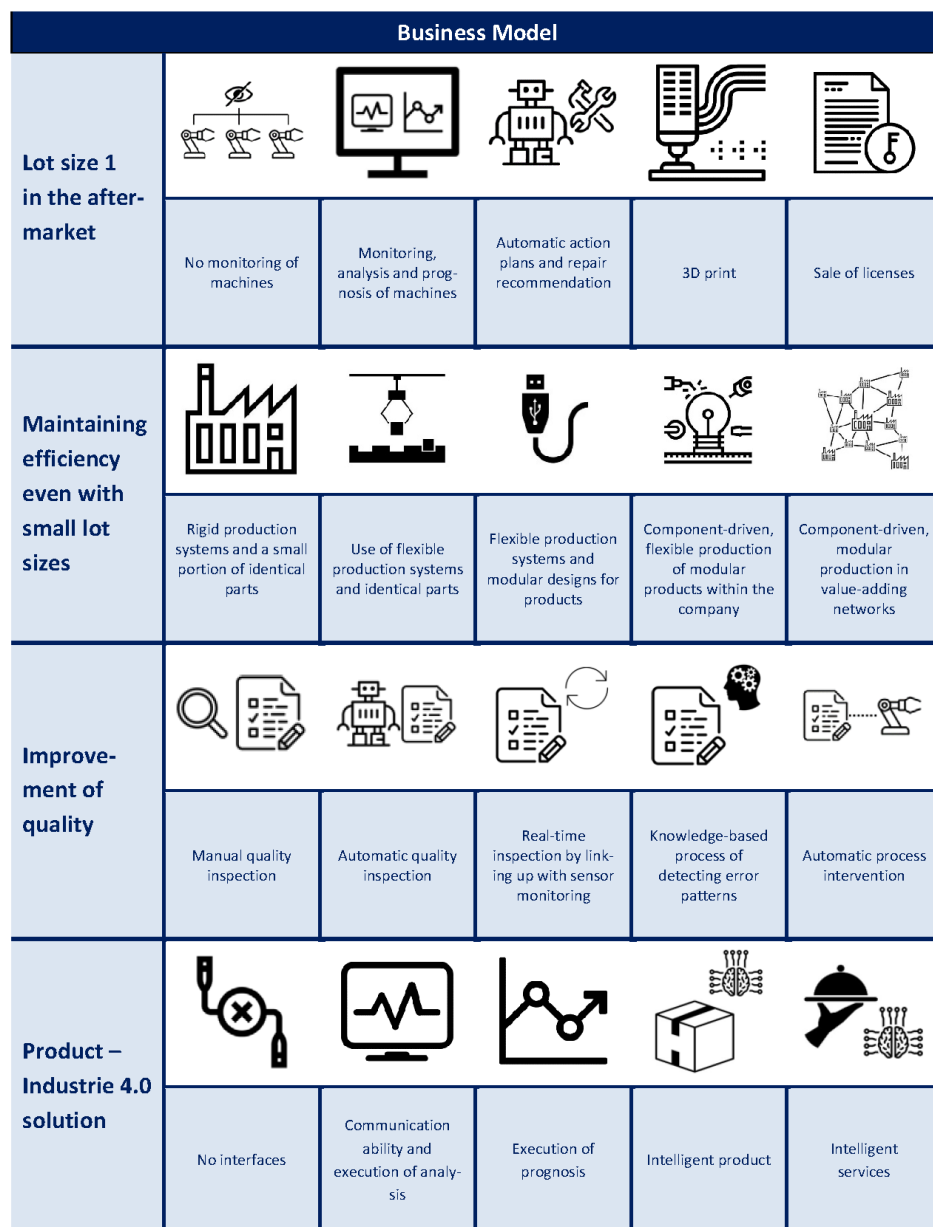 Business Model
Lot size 1
in the after-
market
No monitoring of
machines
Monitoring,
analysis and prog-
nosis of machines
Automatic action
plans and repair
recommendation
3D print
Sale of licenses
Maintaining
efficiency
even with
small lot
sizes
Rigid production
systems and a small
portion of identical
parts
Use of flexible
production systems
and identical parts
Flexible production
systems and
modular designs for
products
Component-driven,
flexible production
of modular
products within the
company
Component-driven,
modular
production in
value-adding
networks
Improve-
ment of
quality
Manual quality
inspection
Automatic quality
inspection
Real-time
inspection by link-
ing up with sensor
monitoring
Knowledge-based
process of
detecting error
patterns
Automatic process
intervention
Product –
Industrie 4.0
solution
No interfaces
Communication
ability and
execution of analy-
sis
Execution of
prognosis
Intelligent product
Intelligent
services